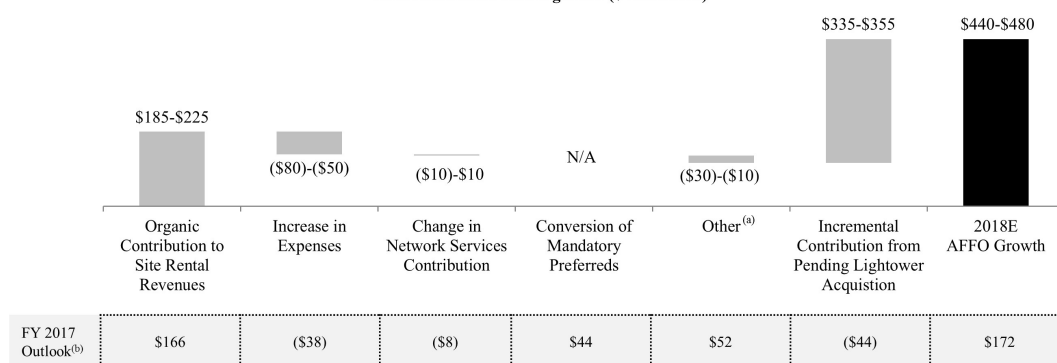 $335-$355
$440-$480
$185-$225
($80)-($50)
($10)-$10
N/A
($30)-($10)
Organic
Contribution to
Site Rental
Revenues
Increase in
Expenses
Change in
Network Services
Contribution
Conversion of
Mandatory
Preferreds
Other(a)
Incremental
Contribution from
Pending Lightower
Acquistion
2018E
AFFO Growth
FY 2017
Outlook(b)
$166
($38)
($8)
$44
$52
($44)
$172